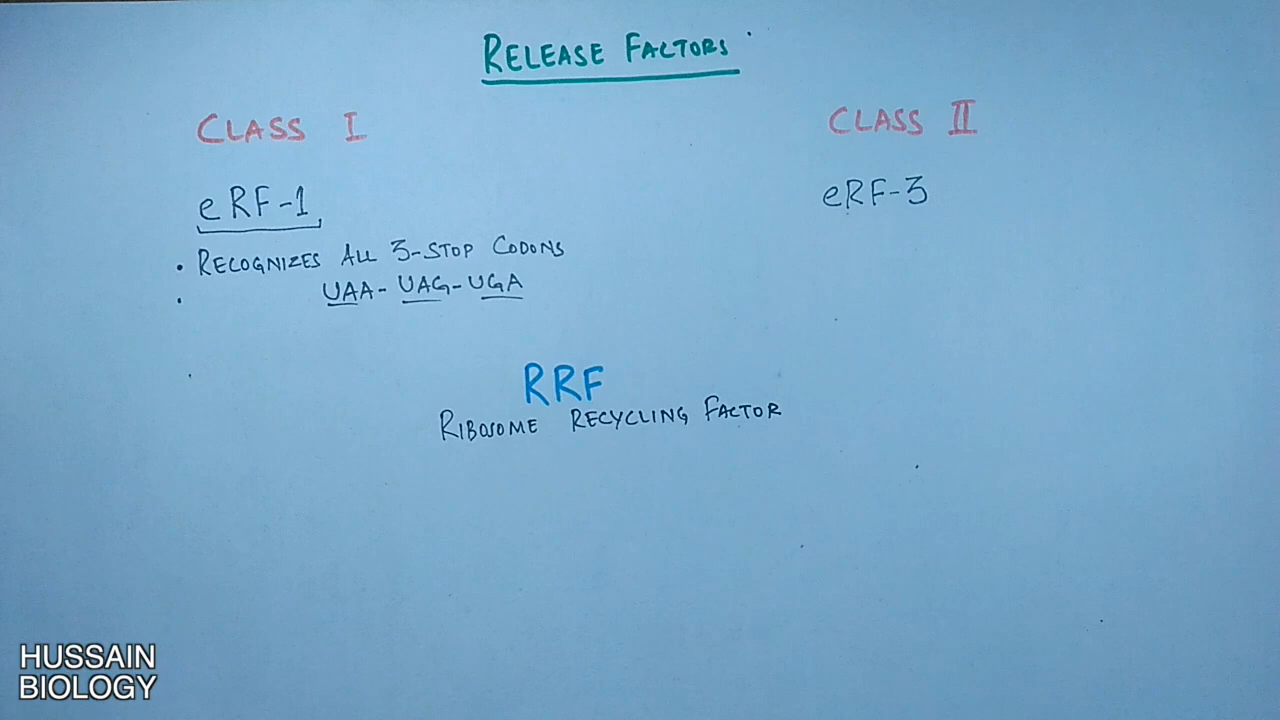 RELEASE FACTORS
CLASS I
eRF-1
• RECOGNIZES ALL 3-STOP CODONS
• UAA- UAG- UGA
CLASS II
eRF-3
RRF
RIBOSOME RECYCLING FACTOR
HUSSAIN
BIOLOGY